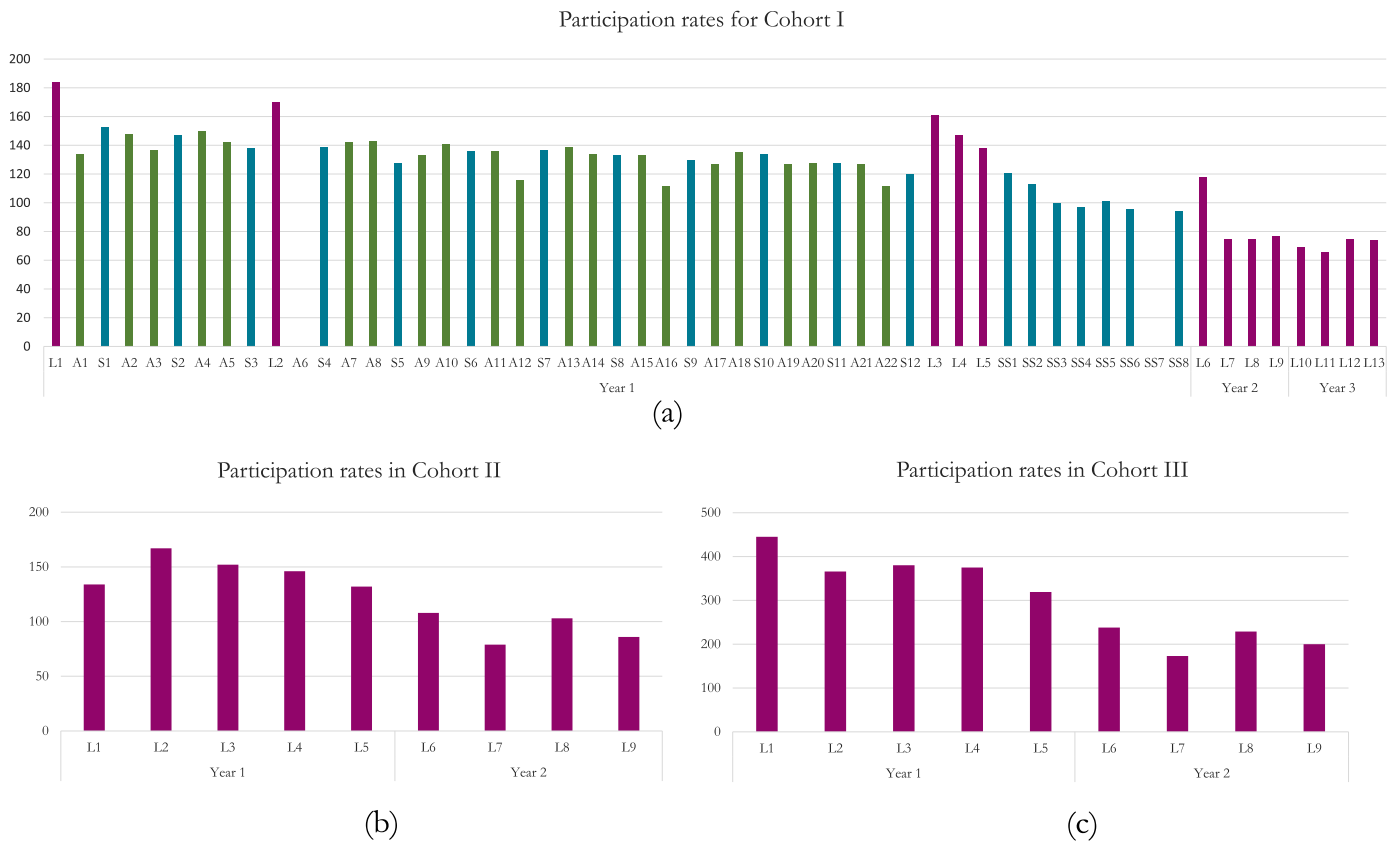 Participation rates for Cohort I
200
180
160
140
120
100
80
60
40
20
0
L1 A1 S1 A2 A3 S2 A4 A5 S3 L2 A6 S4 A7 A8 S5 A9 A10 S6 A11 A12 S7 A13 A14 S8 A15 A16 S9 A17 A18 S10 A19 A20 S11 A21 A22 S12 L3 L4 L5 SS1 SS2 SS3 SS4 SS5 SS6 SS7 SS8 L6 L7 L8 L9 L10 L11 L12 L13
Year 1 Year 2 Year 3
(a)
Participation rates in Cohort II
200
150
100
50
0
L1 L2 L3 L4 L5 L6 L7 L8 L9
Year 1 Year 2
(b)
Participation rates in Cohort III
500
400
300
200
100
0
L1 L2 L3 L4 L5 L6 L7 L8 L9
Year 1 Year 2
(c)